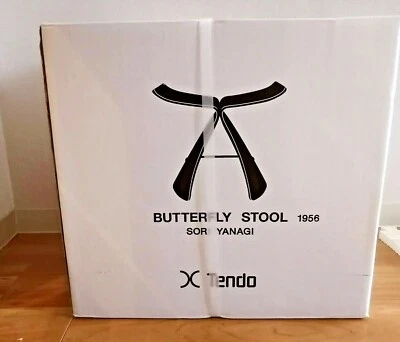 BUTTERFLY STOOL 1956
SORI YANAGI
Tendo